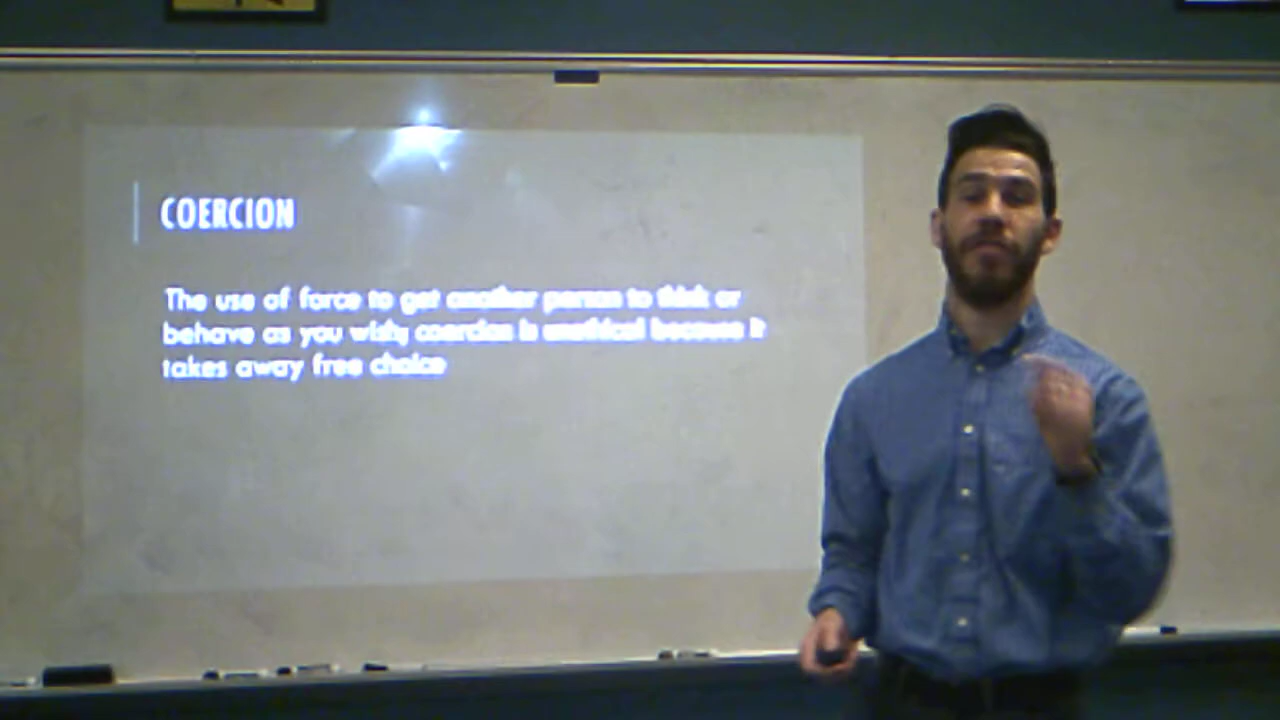 COERCION
The use of force to get another person to think or
behave as you wish; coercion is unethical because it
takes away free choice